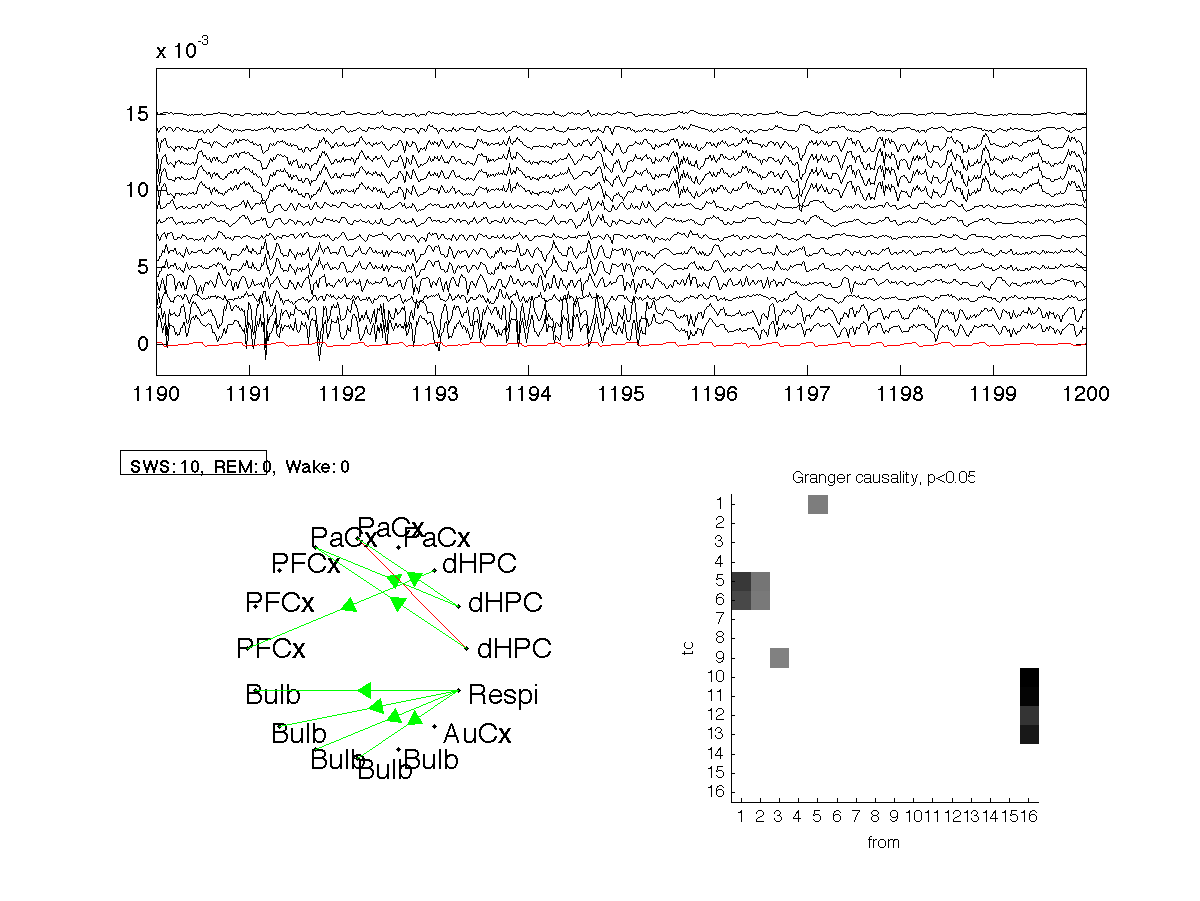 x 10-3
15
10
5
0
1190 1191 1192 1193 1194 1195 1196 1197 1198 1199 1200
SWS:10, REM:0, Wake:0
Granger causality, p<0.05
PaCx
PaCx PaCx
PFCx dHPC
PFCx dHPC
PFCx dHPC
Bulb Respi
Bulb AuCx
Bulb Bulb
Bulb
1
2
3
4
5
6
7
8
9
10
11
12
13
14
15
16
to
1 2 3 4 5 6 7 8 9 10 11 12 13 14 15 16
from